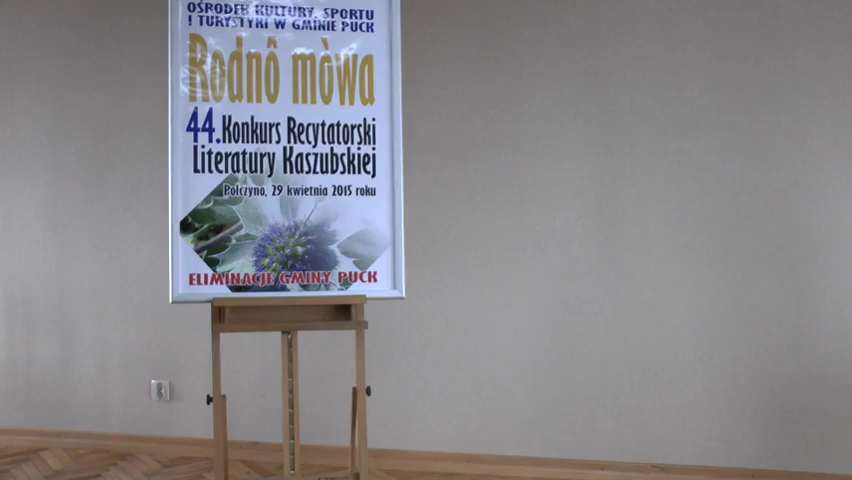 OŚRODEK KULTURY, SPORTU
I TURYSTYKI W GMINIE PUCK
Rodnô mòwa
44. Konkurs Recytatorski
Literatury Kaszubskiej
Połczyno, 29 kwietnia 2015 roku
ELIMINACJE GMINY PUCK